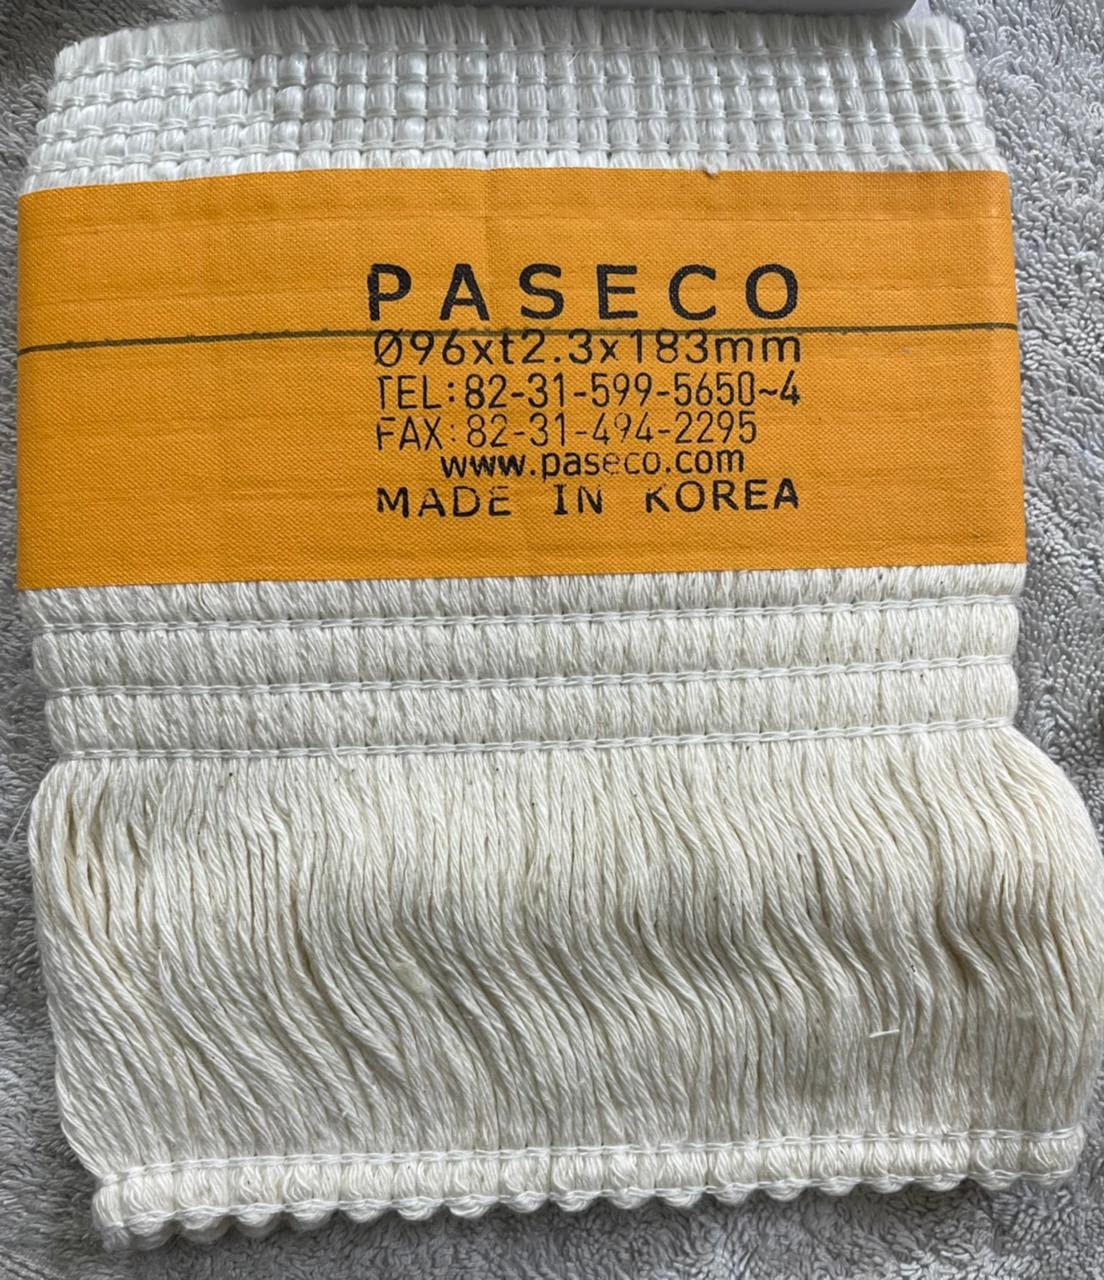 PASECO
Ø96xt2.3x183mm
TEL:82-31-599-5650~4
FAX:82-31-494-2295
www.paseco.com
MADE IN KOREA